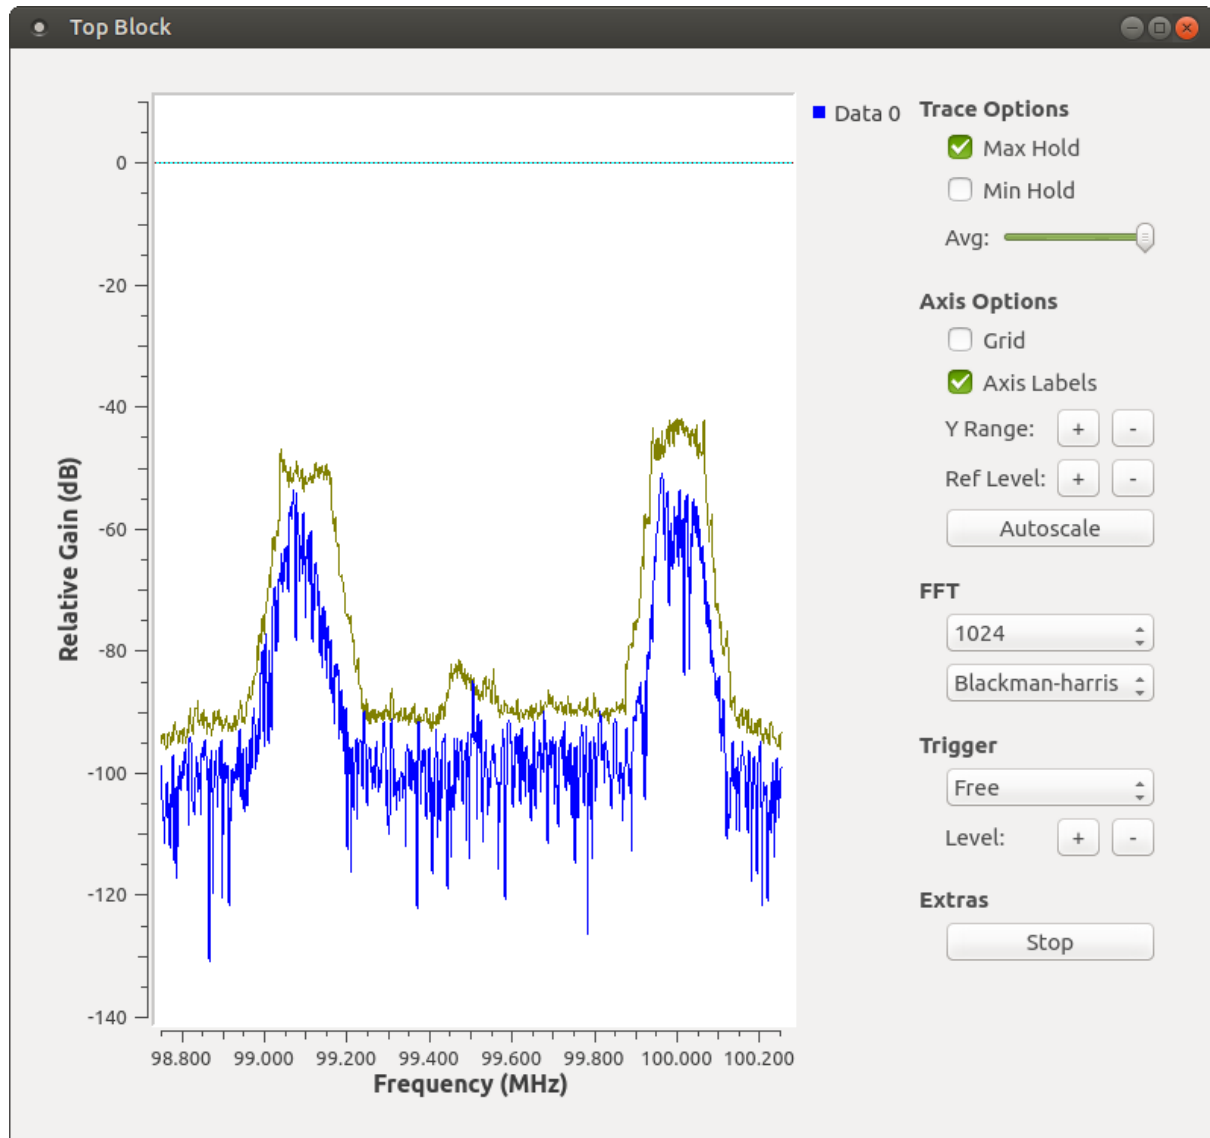 Top Block
Data 0
0
-20
-40
-60
-80
-100
-120
-140
Relative Gain (dB)
98.800 99.000 99.200 99.400 99.600 99.800 100.000 100.200
Frequency (MHz)
Trace Options
Max Hold
Min Hold
Avg:
Axis Options
Grid
Axis Labels
Y Range: + -
Ref Level: + -
Autoscale
FFT
1024
Blackman-harris
Trigger
Free
Level: + -
Extras
Stop